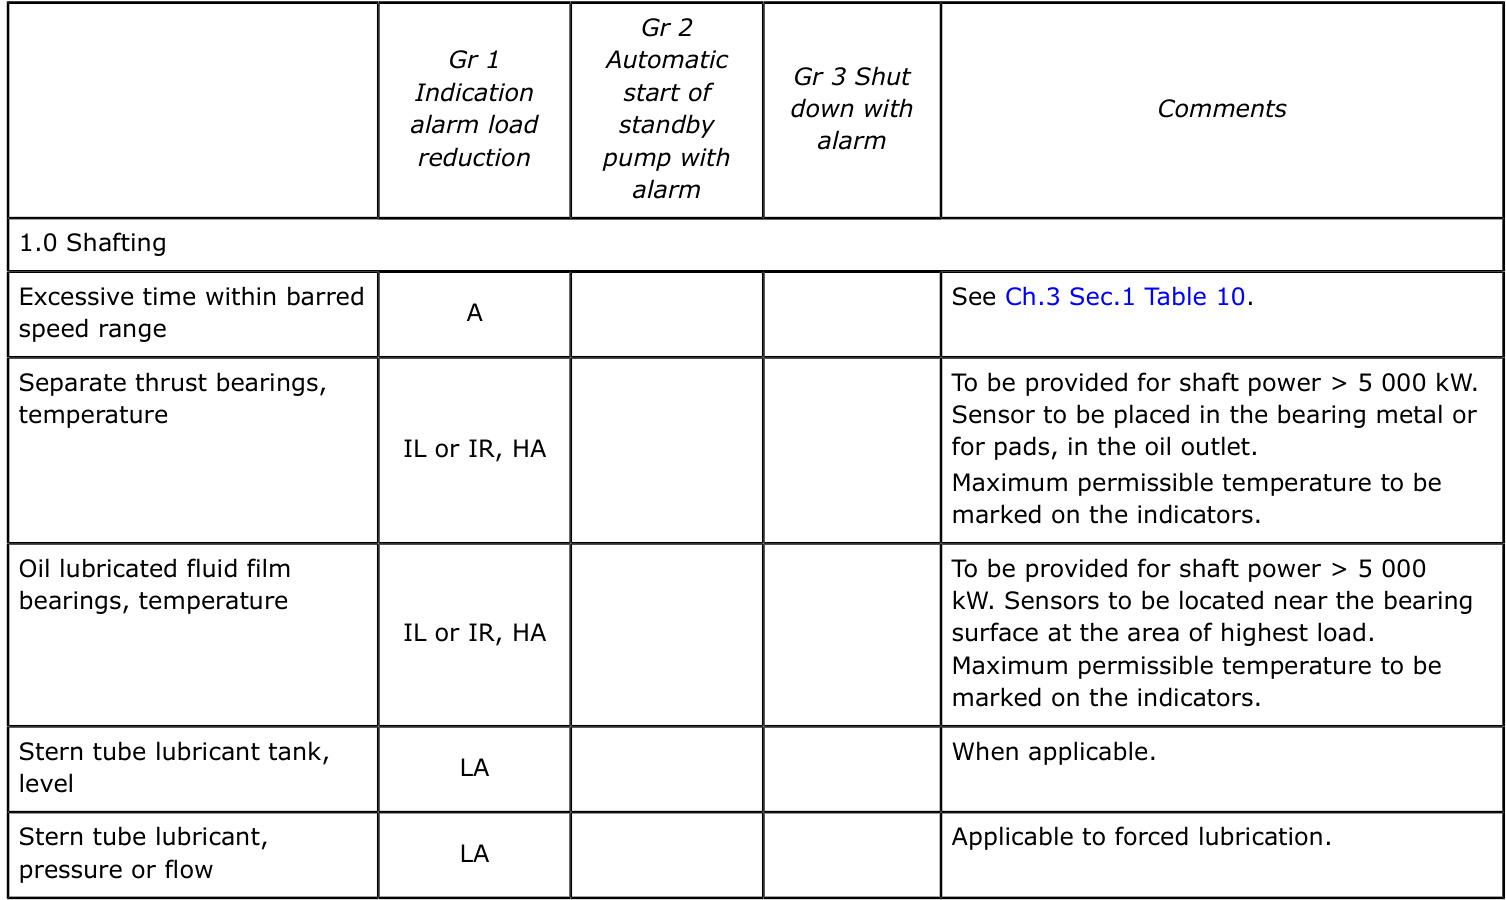 Gr 1
Indication
alarm load
reduction
Gr 2
Automatic
start of
standby
pump with
alarm
Gr 3 Shut
down with
alarm
Comments
1.0 Shafting
Excessive time within barred
speed range
A
See Ch.3 Sec.1 Table 10.
Separate thrust bearings,
temperature
IL or IR, HA
To be provided for shaft power > 5 000 kW.
Sensor to be placed in the bearing metal or
for pads, in the oil outlet.
Maximum permissible temperature to be
marked on the indicators.
Oil lubricated fluid film
bearings, temperature
IL or IR, HA
To be provided for shaft power > 5 000
kW. Sensors to be located near the bearing
surface at the area of highest load.
Maximum permissible temperature to be
marked on the indicators.
Stern tube lubricant tank,
level
LA
When applicable.
Stern tube lubricant,
pressure or flow
LA
Applicable to forced lubrication.